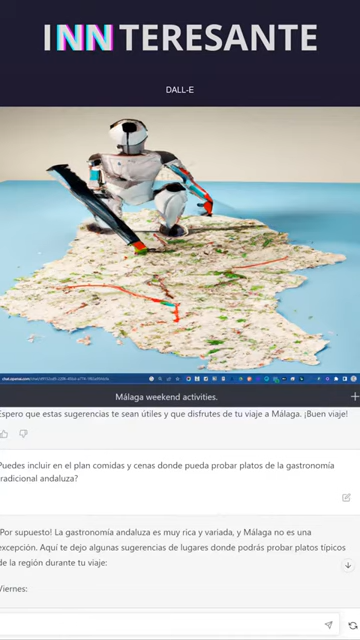 INNTERESANTE
DALL-E
Málaga weekend activities.
Espero que estas sugerencias te sean útiles y que disfrutes de tu viaje a Málaga. ¡Buen viaje!
Puedes incluir en el plan comidas y cenas donde pueda probar platos de la gastronomía
radicional andaluza?
¡Por supuesto! La gastronomía andaluza es muy rica y variada, y Málaga no es una
excepción. Aquí te dejo algunas sugerencias de lugares donde podrás probar platos típicos
de la región durante tu viaje:
Viernes: